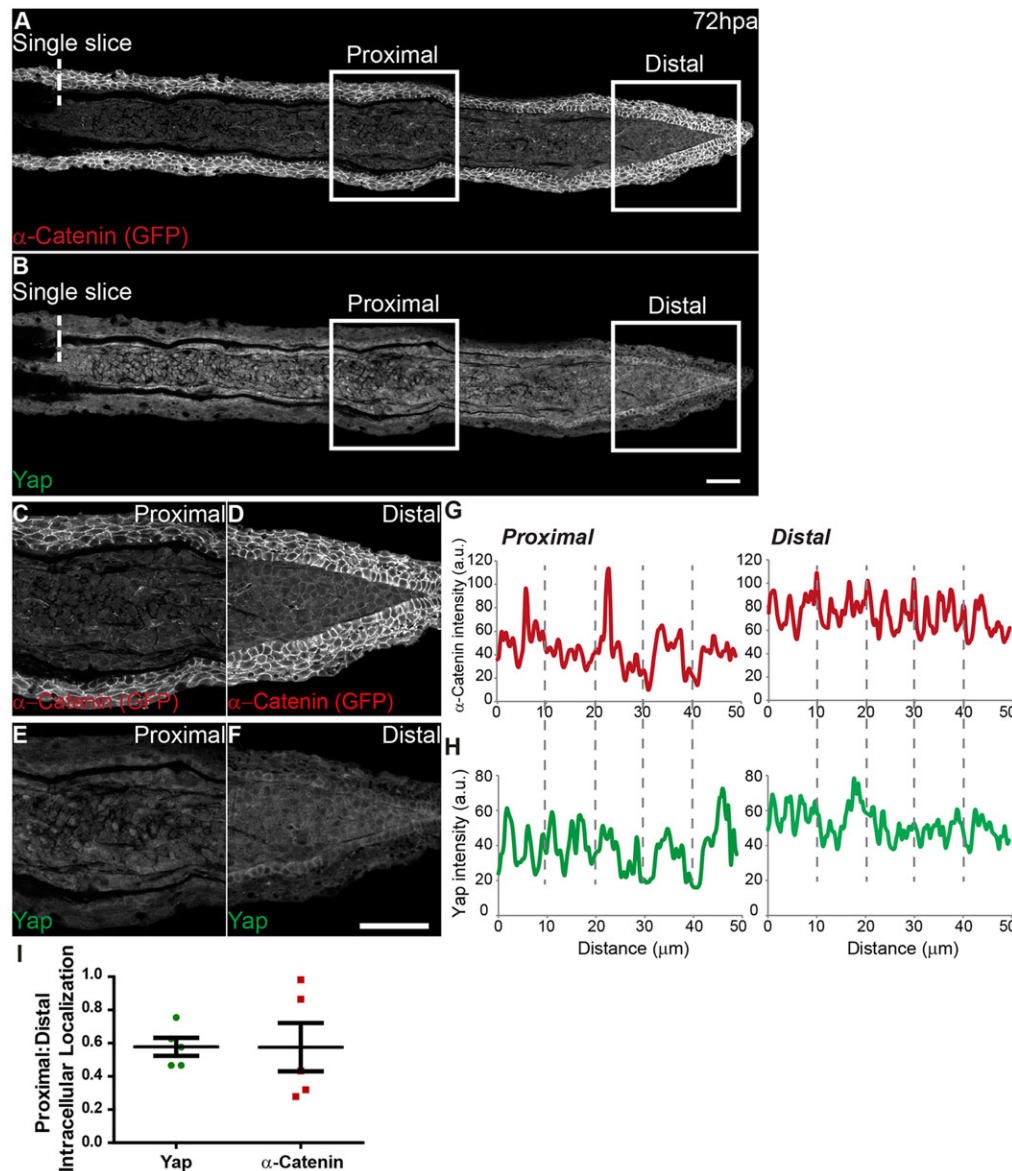 A
72hpa
Single slice
Proximal
Distal
α-Catenin (GFP)
B
Single slice
Proximal
Distal
Yap
C
Proximal
D
Distal
α-Catenin (GFP)
α-Catenin (GFP)
E
Proximal
F
Distal
Yap
Yap
G
Proximal
Distal
α-Catenin intensity (a.u.)
120
100
80
60
40
20
0
0 10 20 30 40 50
120
100
80
60
40
20
0
0 10 20 30 40 50
H
Yap intensity (a.u.)
80
60
40
20
0
0 10 20 30 40 50
Distance (μm)
80
60
40
20
0
0 10 20 30 40 50
Distance (μm)
I
Proximal:Distal
Intracellular Localization
1.0
0.8
0.6
0.4
0.2
0.0
Yap
α-Catenin